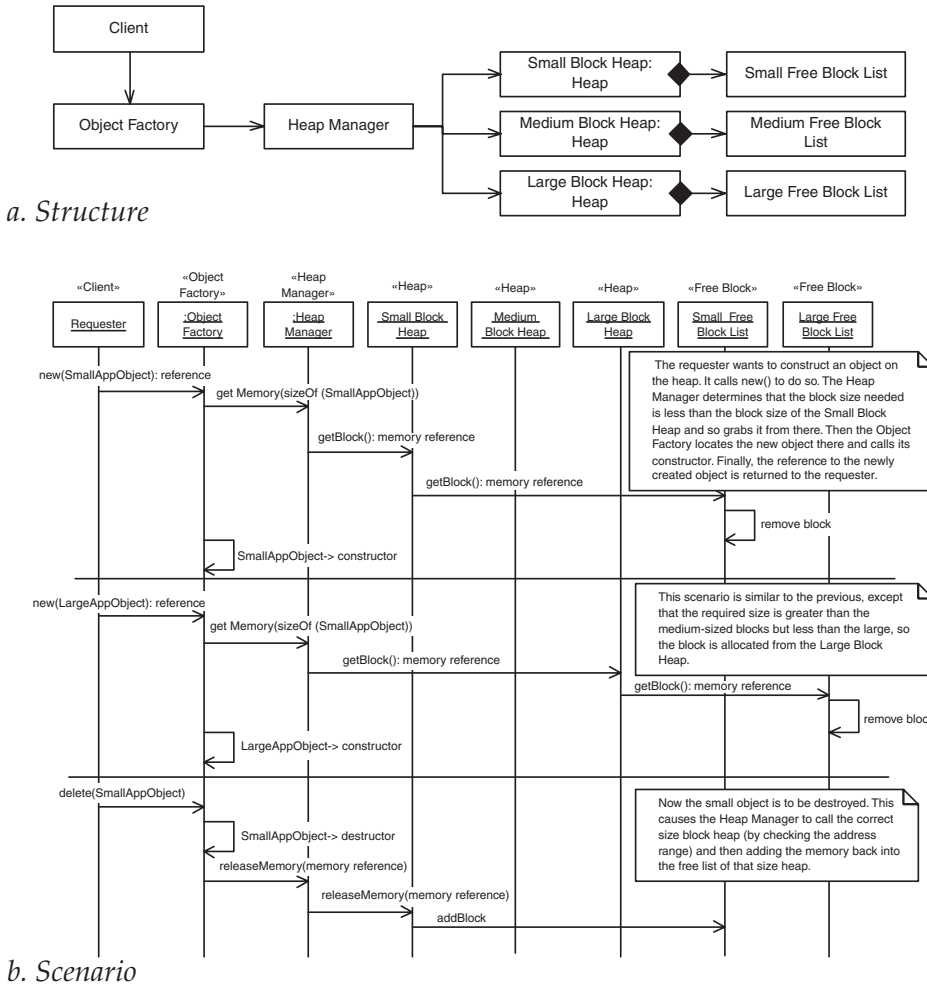 Client
Object Factory
Heap Manager
Small Block Heap:
Heap
Small Free Block List
Medium Block Heap:
Heap
Medium Free Block
List
Large Block Heap:
Heap
Large Free Block List
a. Structure
«Client»
Requester
«Object
Factory»
:Object
Factory
«Heap
Manager»
:Heap
Manager
«Heap»
Small Block
Heap
«Heap»
Medium
Block Heap
«Heap»
Large Block
Heap
«Free Block»
Small Free
Block List
«Free Block»
Large Free
Block List
new(SmallAppObject): reference
get Memory(sizeOf (SmallAppObject))
getBlock(): memory reference
getBlock(): memory reference
remove block
SmallAppObject-> constructor
The requester wants to construct an object on
the heap. It calls new() to do so. The Heap
Manager determines that the block size needed
is less than the block size of the Small Block
Heap and so grabs it from there. Then the Object
Factory locates the new object there and calls its
constructor. Finally, the reference to the newly
created object is returned to the requester.
new(LargeAppObject): reference
get Memory(sizeOf (SmallAppObject))
getBlock(): memory reference
getBlock(): memory reference
remove bloc
LargeAppObject-> constructor
This scenario is similar to the previous, except
that the required size is greater than the
medium-sized blocks but less than the large, so
the block is allocated from the Large Block
Heap.
delete(SmallAppObject)
SmallAppObject-> destructor
releaseMemory(memory reference)
releaseMemory(memory reference)
addBlock
Now the small object is to be destroyed. This
causes the Heap Manager to call the correct
size block heap (by checking the address
range) and then adding the memory back into
the free list of that size heap.
b. Scenario